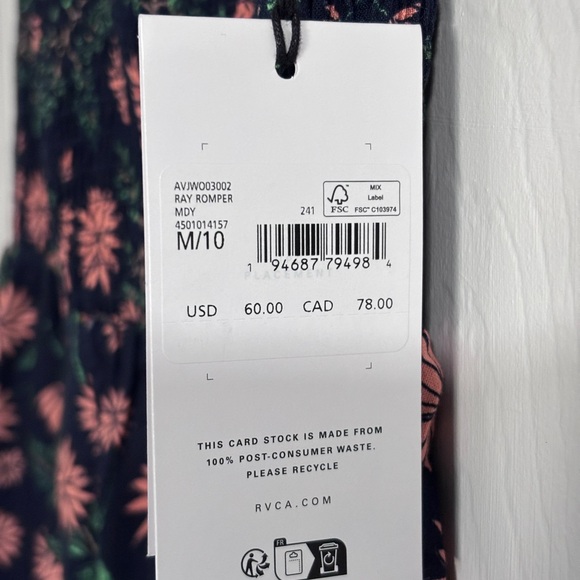 AVJWO03002
RAY ROMPER
MDY
4501014157
M/10
241
FSC
MIX
Label
FSC® C103974
1 94687 79498 4
PLACEMENT
USD 60.00 CAD 78.00
THIS CARD STOCK IS MADE FROM
100% POST-CONSUMER WASTE.
PLEASE RECYCLE
RVCA.COM
FR